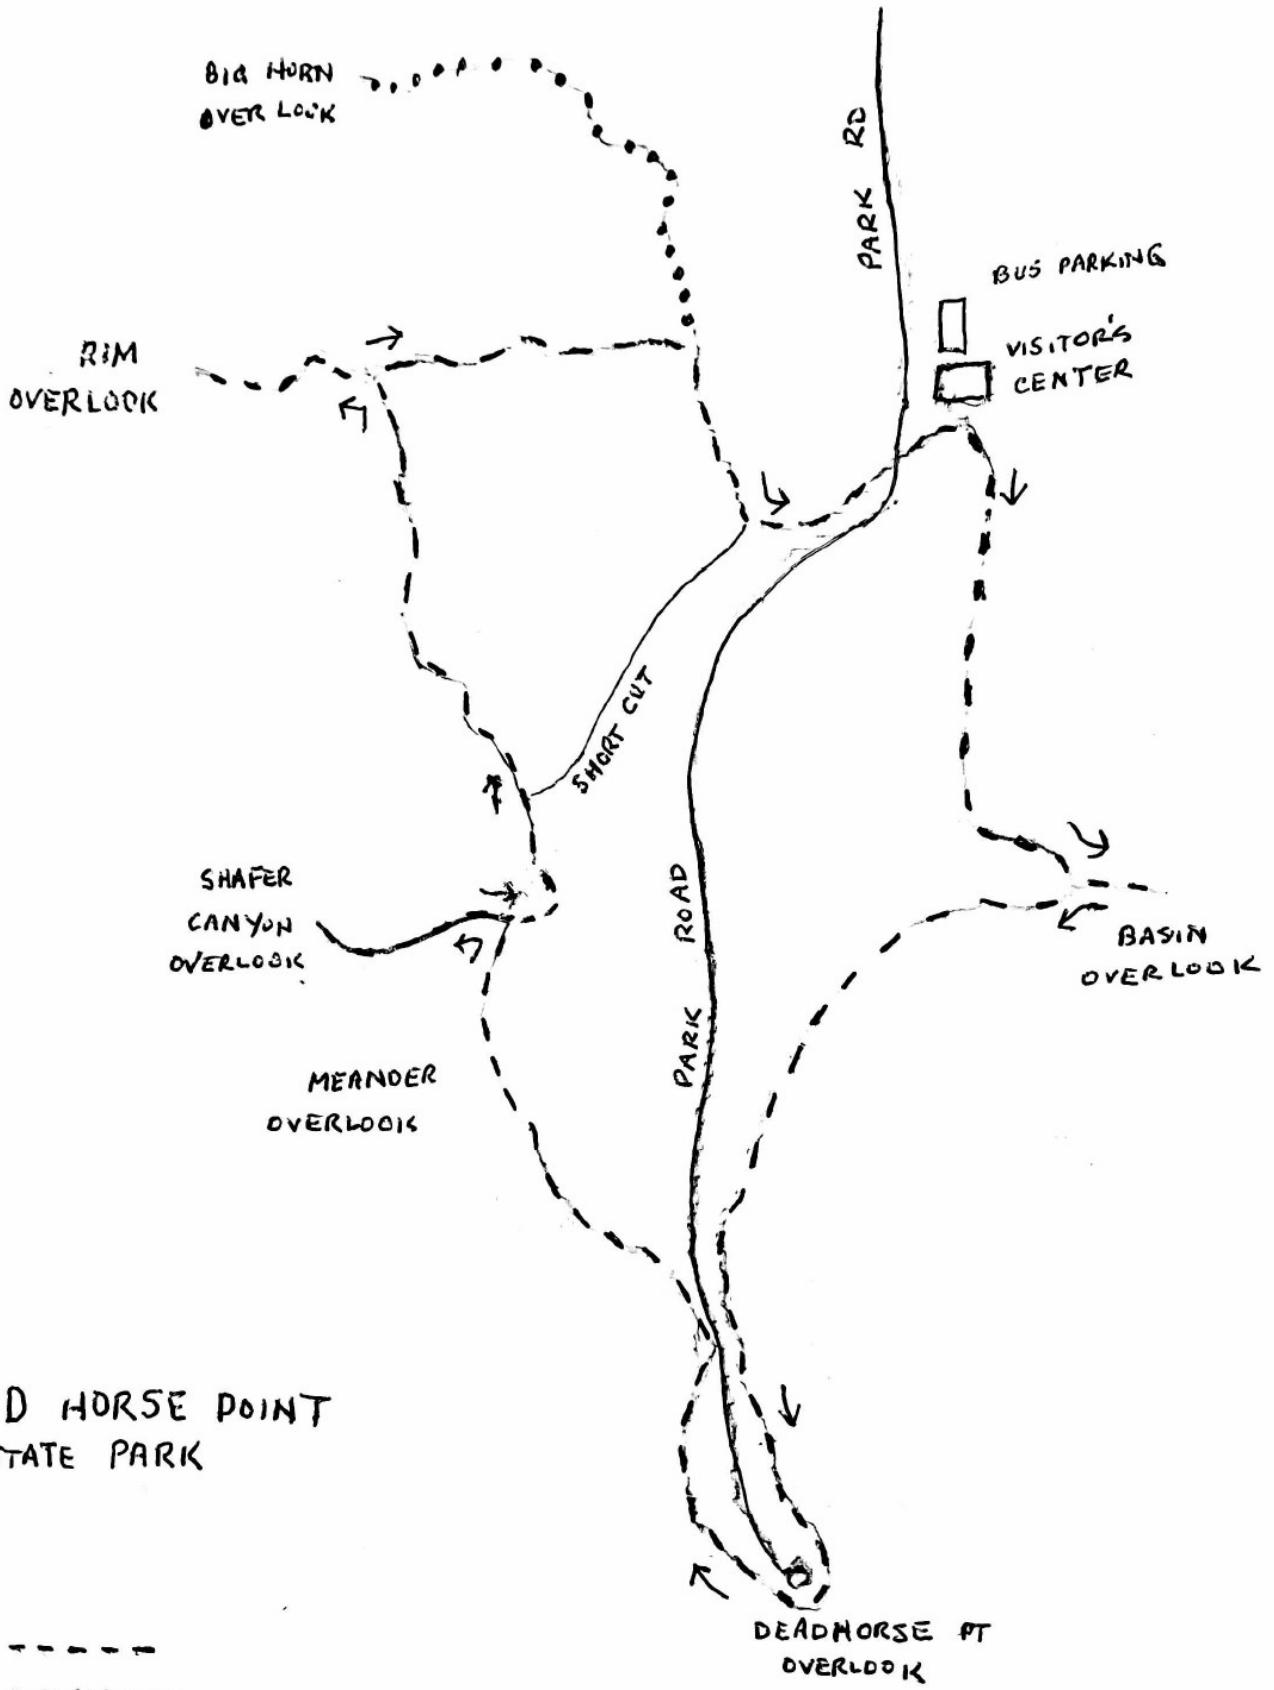 BIG HORN
OVER LOOK
PARK RD
BUS PARKING
VISITOR'S
CENTER
RIM
OVERLOOK
SHORT CUT
SHAFER
CANYON
OVERLOOK
PARK ROAD
BASIN
OVERLOOK
MEANDER
OVERLOOK
D HORSE POINT
TATE PARK
DEADHORSE PT
OVERLOOK